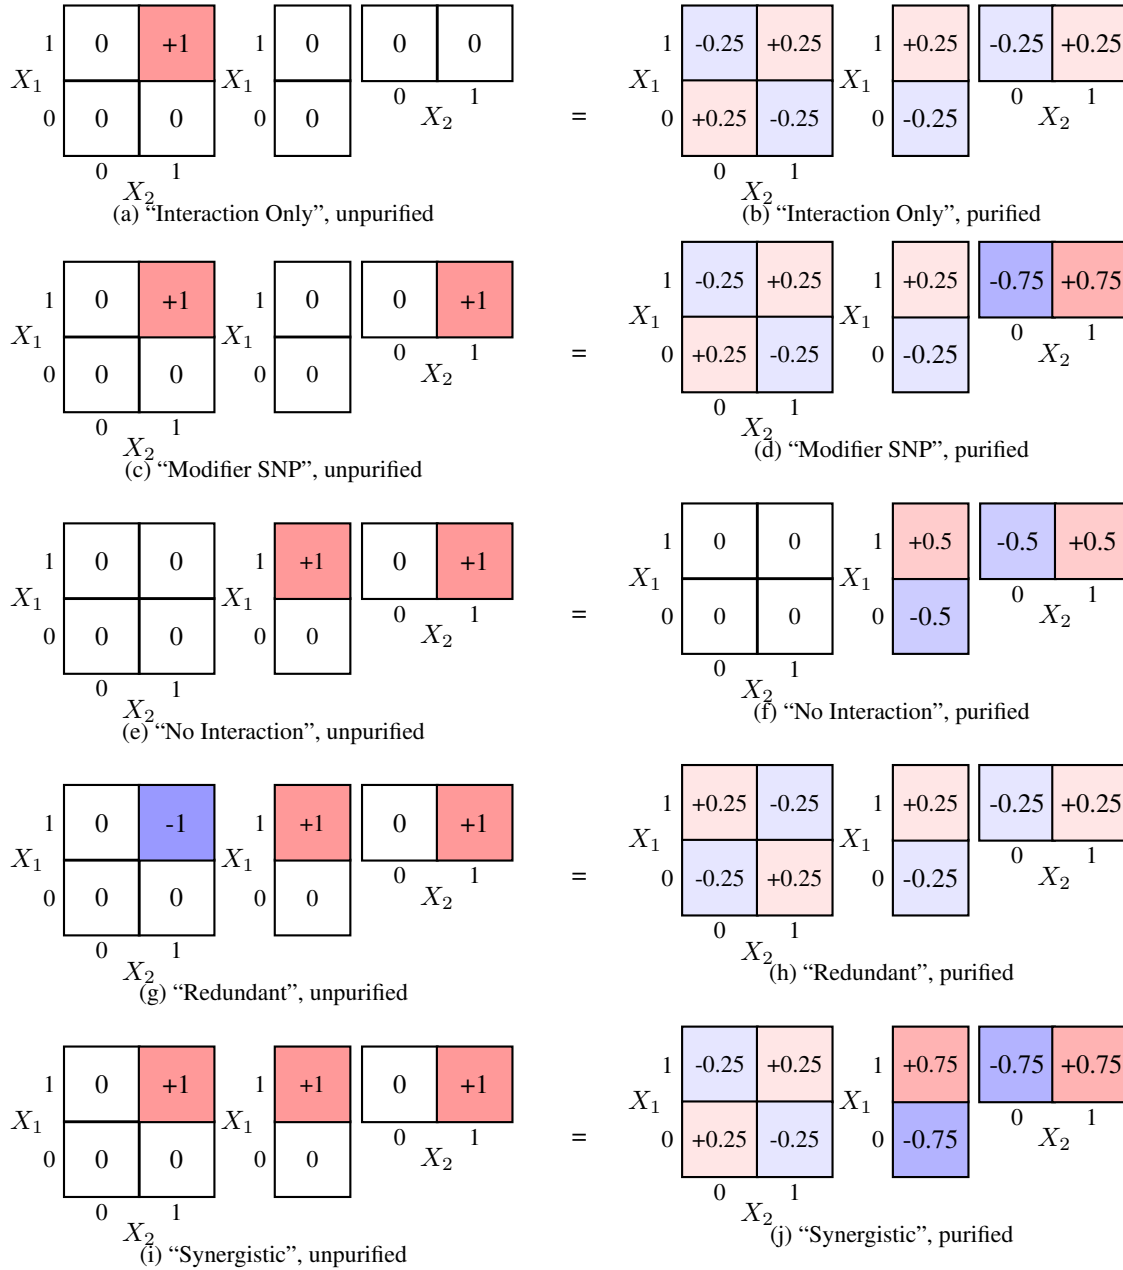 1 0 +1 1 0 0 0 1 -0.25 +0.25 1 +0.25 -0.25 +0.25
X₁ X₁ 0 1 X₁ X₁ 0 1
0 0 0 0 0 X₂ = 0 +0.25 -0.25 0 -0.25 X₂
0 1 0 1
X₂ X₂
(a) “Interaction Only”, unpurified (b) “Interaction Only”, purified
1 0 +1 1 0 0 +1 1 -0.25 +0.25 1 +0.25 -0.75 +0.75
X₁ X₁ 0 1 X₁ X₁ 0 1
0 0 0 0 0 X₂ = 0 +0.25 -0.25 0 -0.25 X₂
0 1 0 1
X₂ X₂
(c) “Modifier SNP”, unpurified (d) “Modifier SNP”, purified
1 0 0 1 +1 0 +1 1 0 0 1 +0.5 -0.5 +0.5
X₁ X₁ 0 1 X₁ X₁ 0 1
0 0 0 0 0 X₂ = 0 0 0 0 -0.5 X₂
0 1 0 1
X₂ X₂
(e) “No Interaction”, unpurified (f) “No Interaction”, purified
1 0 -1 1 +1 0 +1 1 +0.25 -0.25 1 +0.25 -0.25 +0.25
X₁ X₁ 0 1 X₁ X₁ 0 1
0 0 0 0 0 X₂ = 0 -0.25 +0.25 0 -0.25 X₂
0 1 0 1
X₂ X₂
(g) “Redundant”, unpurified (h) “Redundant”, purified
1 0 +1 1 +1 0 +1 1 -0.25 +0.25 1 +0.75 -0.75 +0.75
X₁ X₁ 0 1 X₁ X₁ 0 1
0 0 0 0 0 X₂ = 0 +0.25 -0.25 0 -0.75 X₂
0 1 0 1
X₂ X₂
(i) “Synergistic”, unpurified (j) “Synergistic”, purified